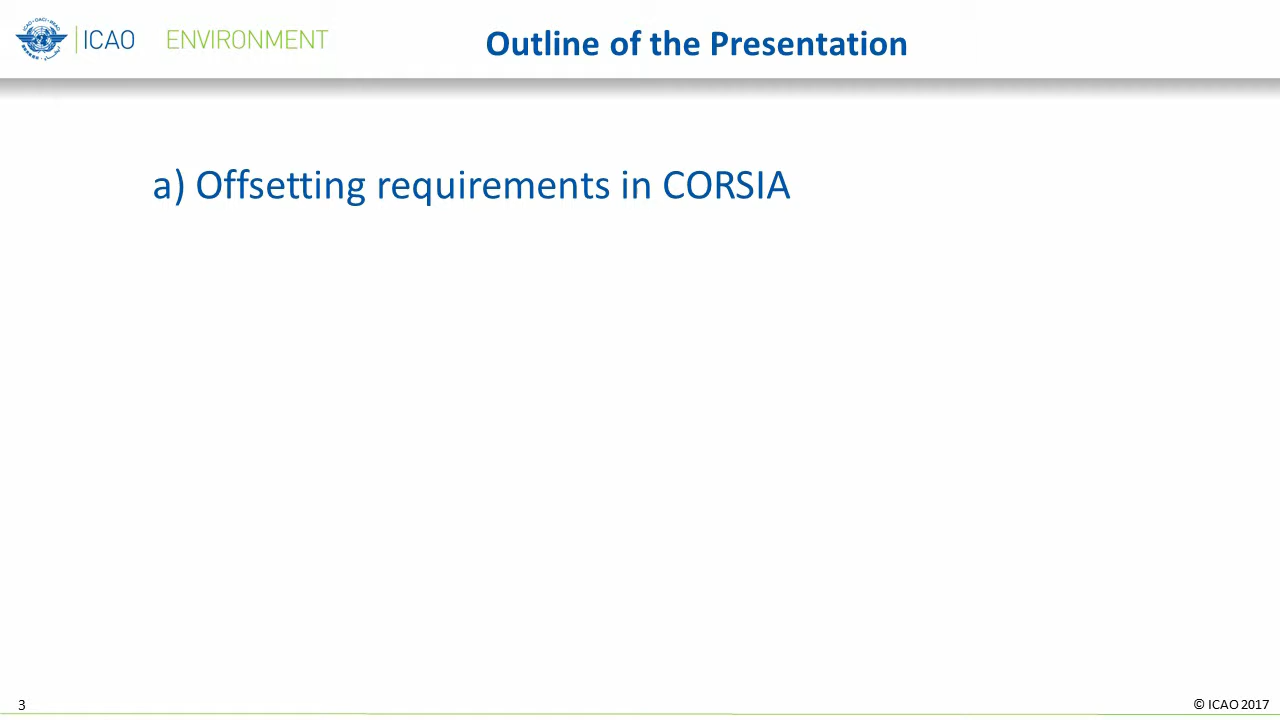 ICAO ENVIRONMENT
Outline of the Presentation
a) Offsetting requirements in CORSIA
3
© ICAO 2017